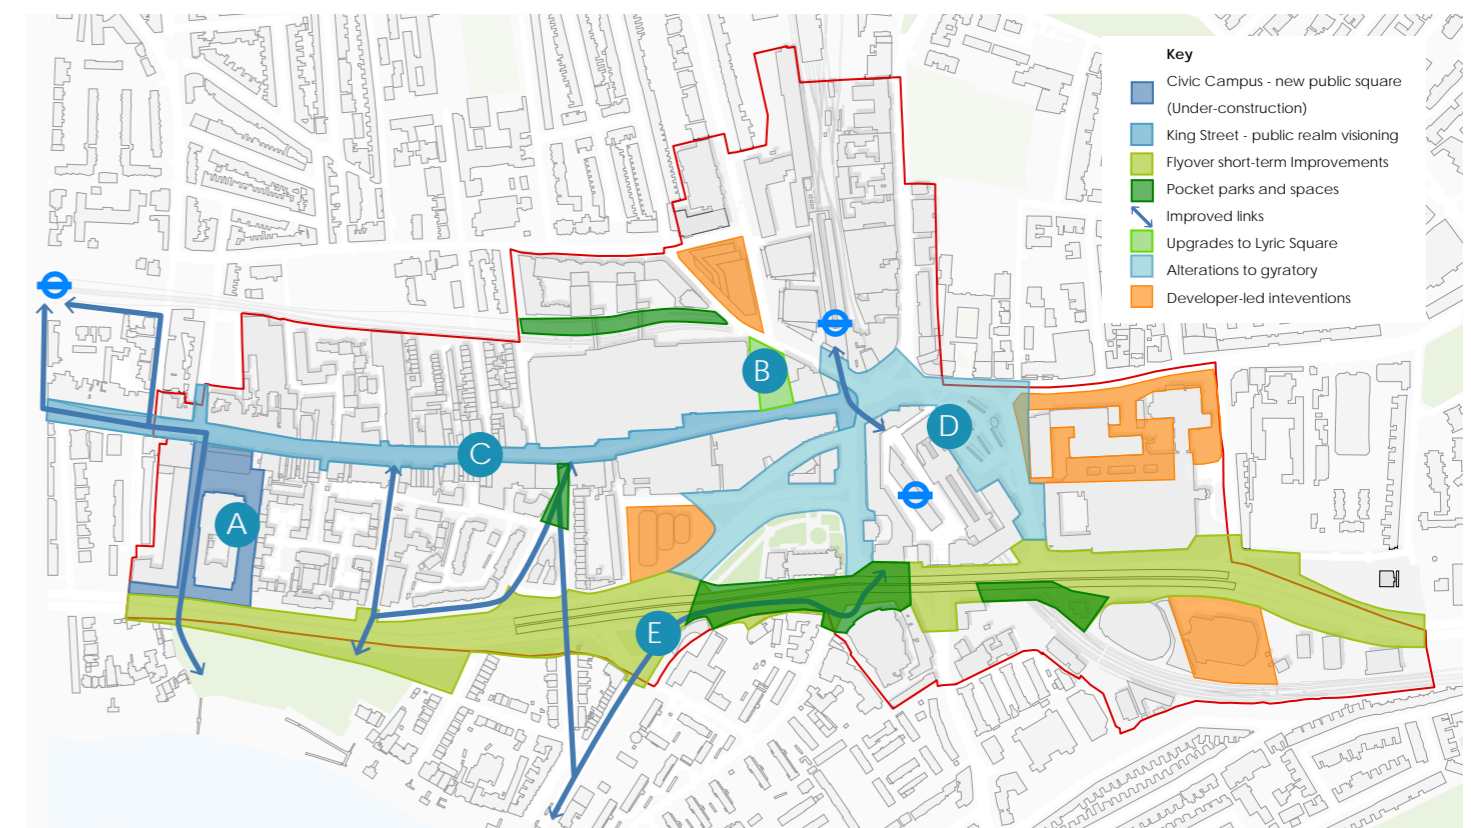 Key
Civic Campus - new public square
(Under-construction)
King Street - public realm visioning
Flyover short-term Improvements
Pocket parks and spaces
Improved links
Upgrades to Lyric Square
Alterations to gyratory
Developer-led inteventions
B
D
C
A
E